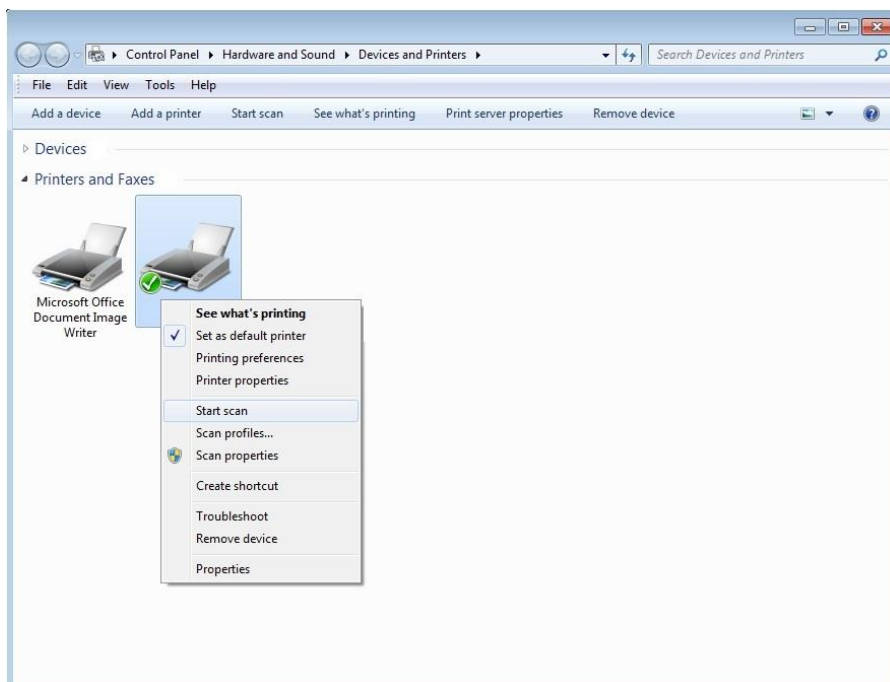 Control Panel Hardware and Sound Devices and Printers
Search Devices and Printers
File Edit View Tools Help
Add a device Add a printer Start scan See what's printing Print server properties Remove device
Devices
Printers and Faxes
Microsoft Office
Document Image
Writer
See what's printing
Set as default printer
Printing preferences
Printer properties
Start scan
Scan profiles...
Scan properties
Create shortcut
Troubleshoot
Remove device
Properties